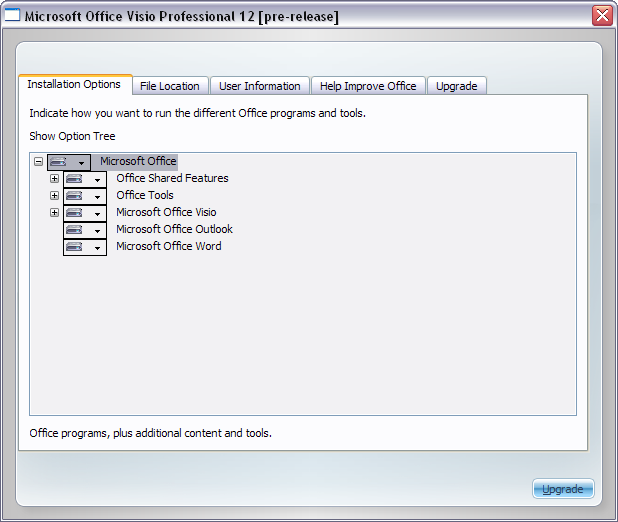 Microsoft Office Visio Professional 12 [pre-release]
Installation Options File Location User Information Help Improve Office Upgrade
Indicate how you want to run the different Office programs and tools.
Show Option Tree
Microsoft Office
Office Shared Features
Office Tools
Microsoft Office Visio
Microsoft Office Outlook
Microsoft Office Word
Office programs, plus additional content and tools.
Upgrade